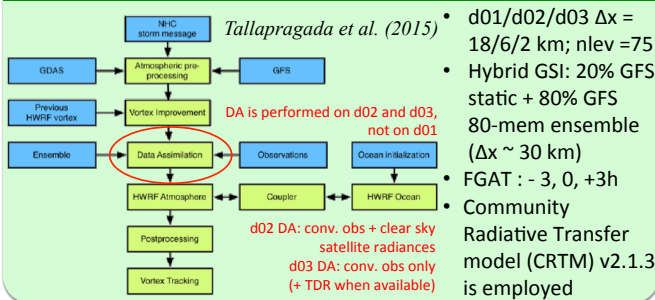 NHC
storm message
Tallapragada et al. (2015)
GDAS
Atmospheric pre-
processing
GFS
Previous
HWRF vortex
Vortex Improvement
DA is performed on d02 and d03,
not on d01
Ensemble
Data Assimilation
Observations
Ocean initialization
HWRF Atmosphere
Coupler
HWRF Ocean
Postprocessing
Vortex Tracking
d02 DA: conv. obs + clear sky
satellite radiances
d03 DA: conv. obs only
(+ TDR when available)
• d01/d02/d03 Δx =
18/6/2 km; nlev =75
• Hybrid GSI: 20% GFS
static + 80% GFS
80-mem ensemble
(Δx ~ 30 km)
• FGAT : - 3, 0, +3h
• Community
Radiative Transfer
model (CRTM) v2.1.3
is employed